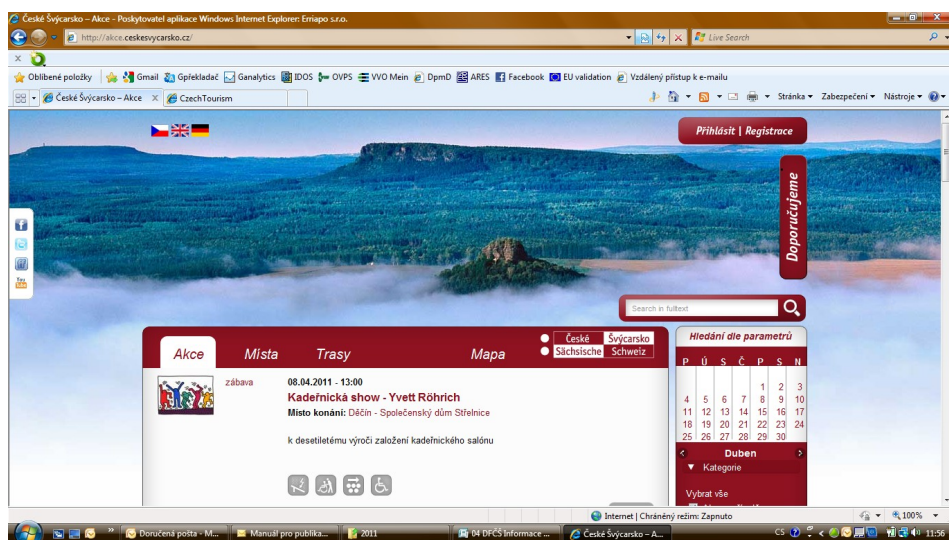 České Švýcarsko – Akce - Poskytovatel aplikace Windows Internet Explorer: Emiapo s.r.o.
http://akce.ceskesvycarsko.cz/
Live Search
Oblíbené položky Gmail Gpřekladač Ganalytics IDOS OVPS VVO Mein DpmD ARES Facebook EU validation Vzdálený přístup k e-mailu
České Švýcarsko – Akce X CzechTourism
Stránka Zabezpečení Nástroje
Přihlásit | Registrace
Doporučujeme
You
Search in fulltext
Akce Místa Trasy Mapa
České Švýcarsko
Sächsische Schweiz
Hledání dle parametrů
P Ú S Č P S N
1 2 3
4 5 6 7 8 9 10
11 12 13 14 15 16 17
18 19 20 21 22 23 24
25 26 27 28 29 30
Duben
Kategorie
Vybrat vše
zábava
08.04.2011 - 13:00
Kadeřnická show - Yvett Röhrich
Místo konání: Děčín - Společenský dům Střelnice
k desetiletému výroči založení kadeřnického salónu
Internet | Chráněný režim: Zapnuto
100%
Doručená pošta - M...
Manuál pro publika...
2011
04 DFČS Informace ...
České Švýcarsko – A...
CS
11:56